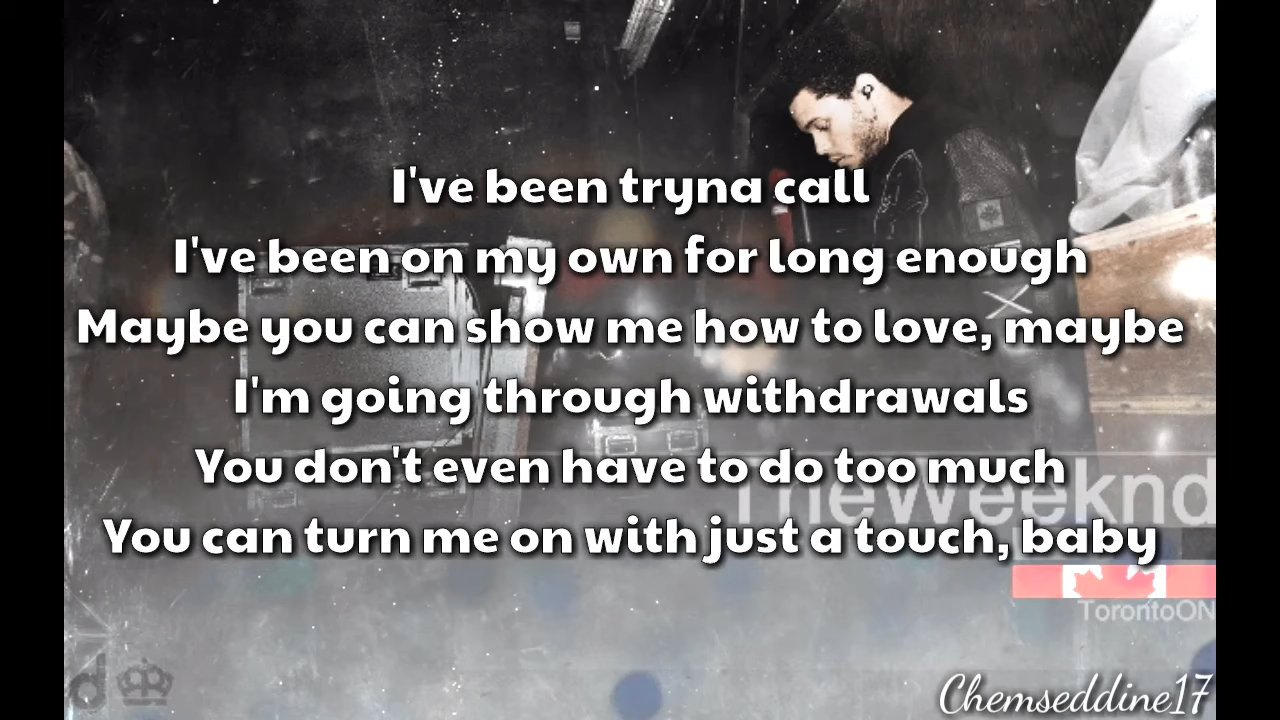 I've been tryna call
I've been on my own for long enough
Maybe you can show me how to love, maybe
I'm going through withdrawals
You don't even have to do too much
You can turn me on with just a touch, baby
TheWeeknd
TorontoON
Chemseddine17